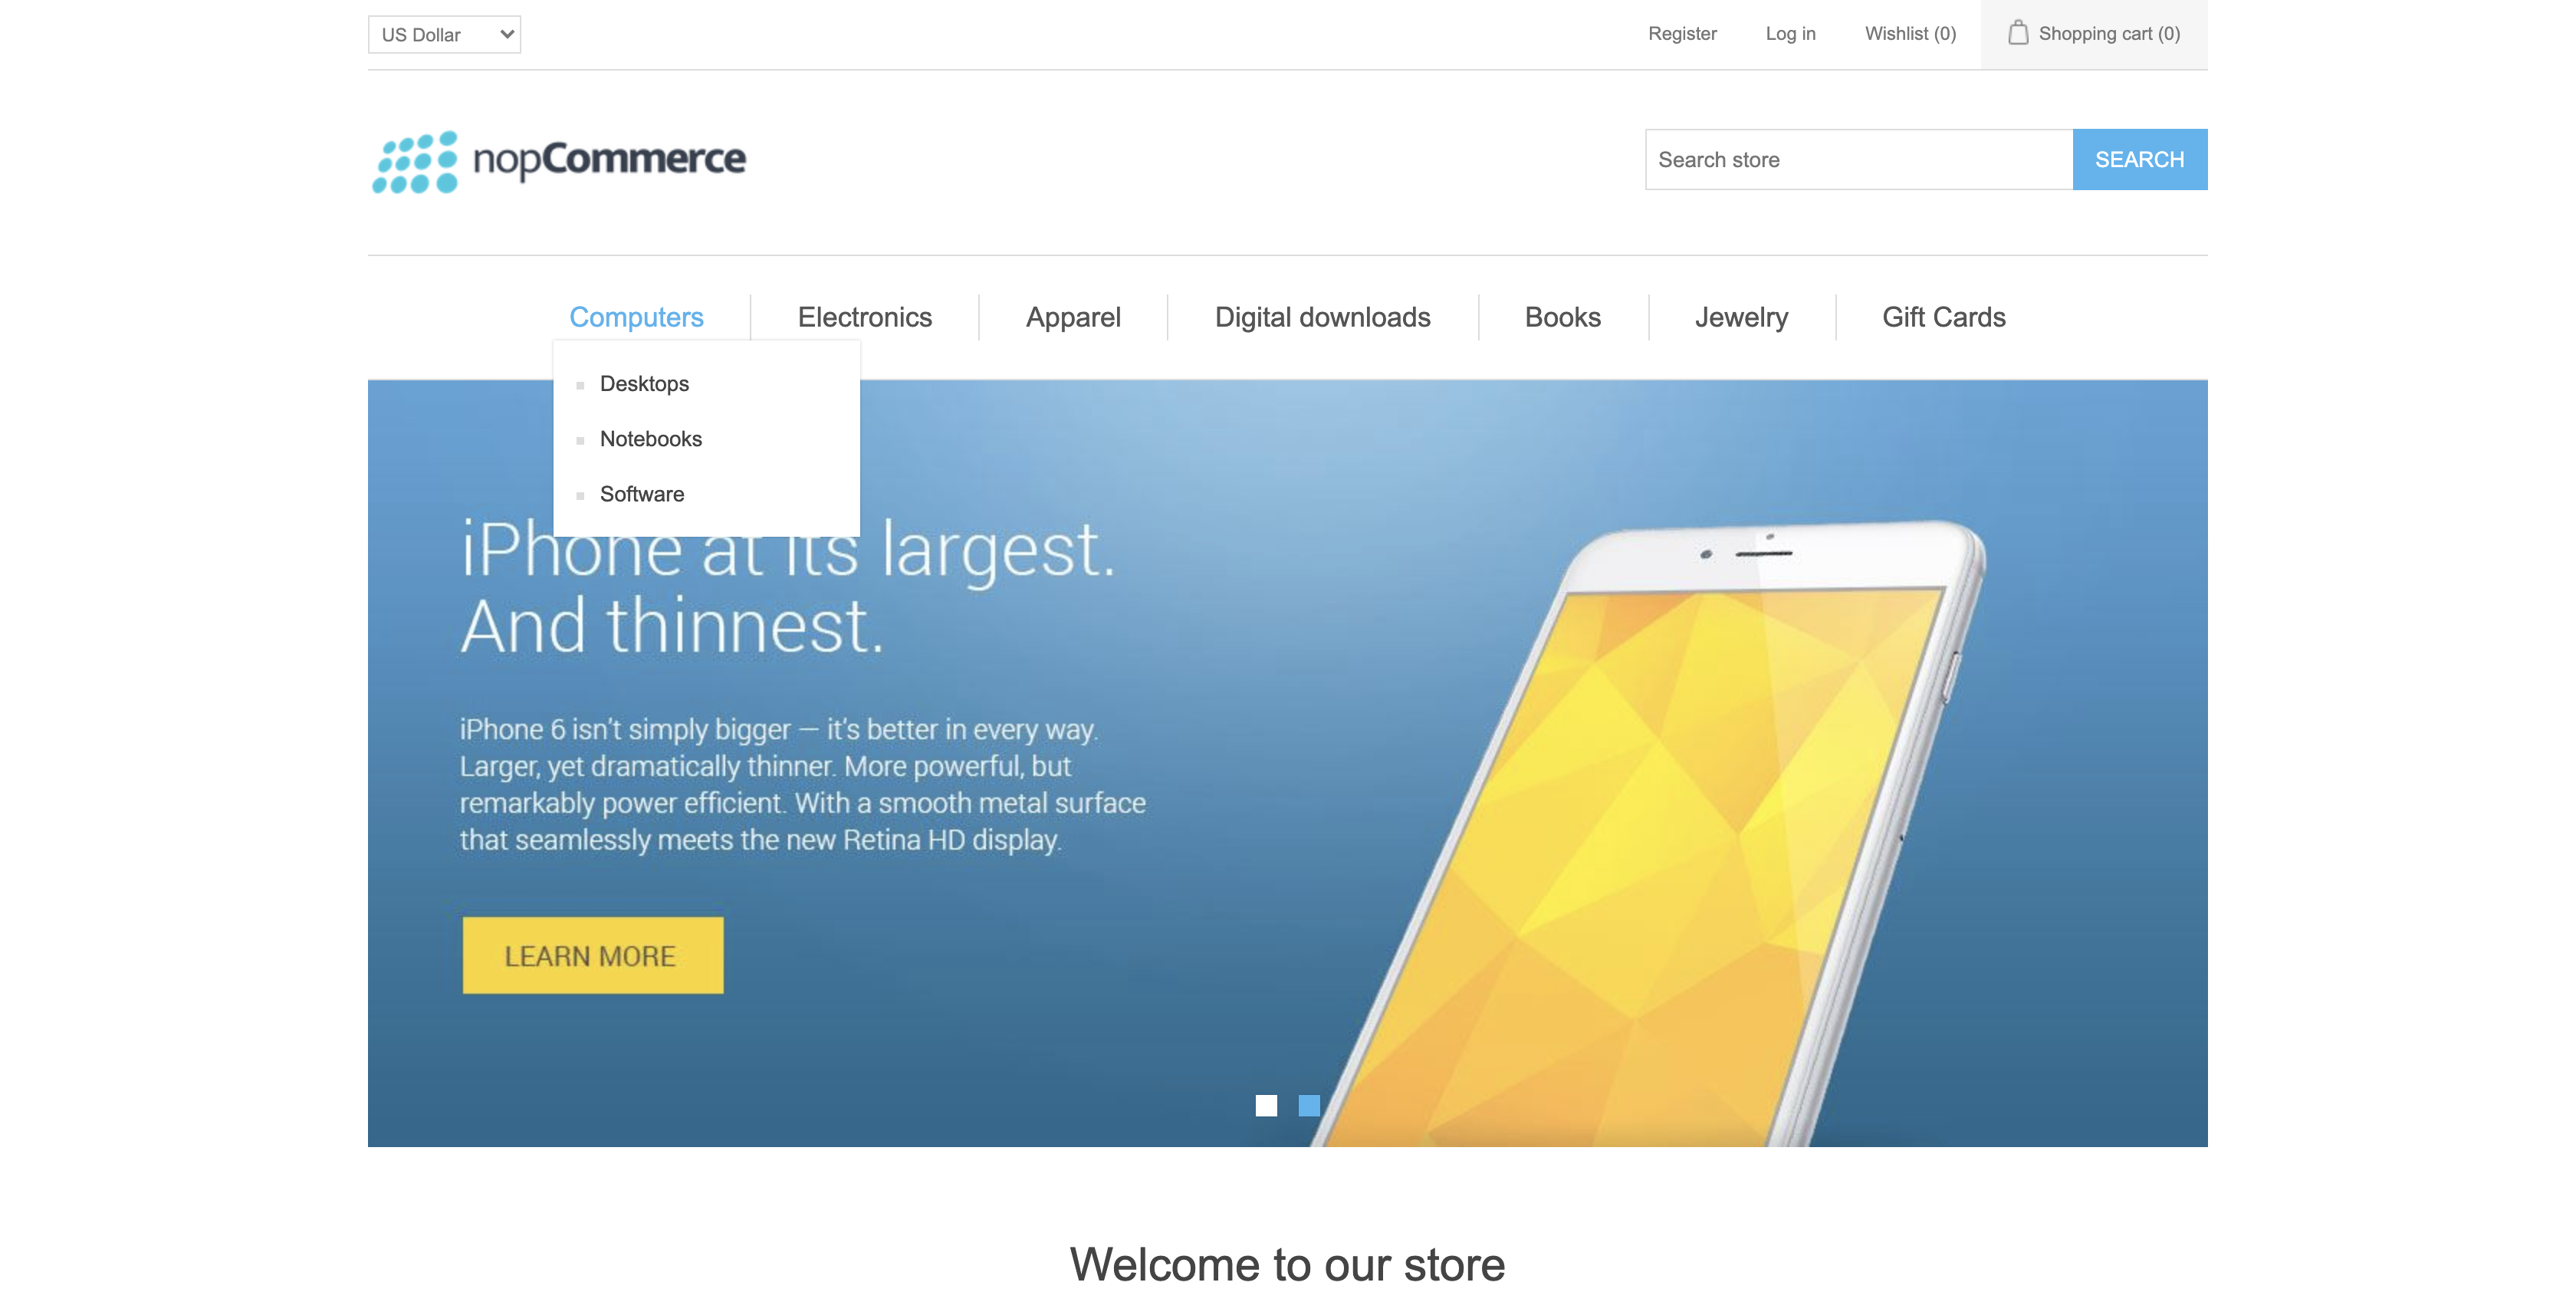 US Dollar
Register
Log in
Wishlist (0)
Shopping cart (0)
nopCommerce
Search store
SEARCH
Computers
Electronics
Apparel
Digital downloads
Books
Jewelry
Gift Cards
Desktops
Notebooks
Software
iPhone at its largest.
And thinnest.
iPhone 6 isn't simply bigger — it's better in every way.
Larger, yet dramatically thinner. More powerful, but
remarkably power efficient. With a smooth metal surface
that seamlessly meets the new Retina HD display.
LEARN MORE
Welcome to our store